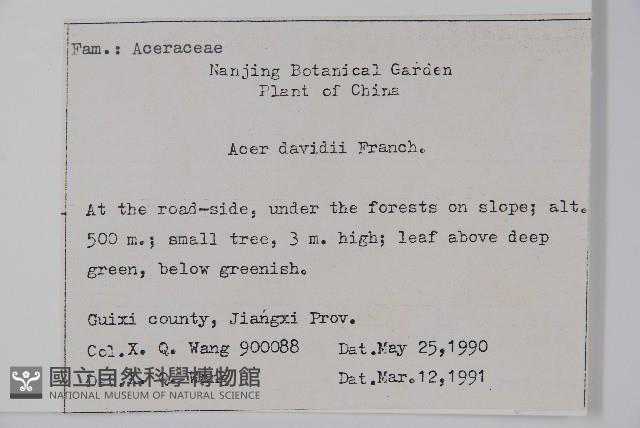 Fam.: Aceraceae
Nanjing Botanical Garden
Plant of China
Acer davidii Franch.
At the road-side, under the forests on slope; alt.
500 m.; small tree, 3 m. high; leaf above deep
green, below greenish.
Guixi county, Jiangxi Prov.
Col.X. Q. Wang 900088 Dat.May 25,1990
Dat.Mar.12,1991
國立自然科學博物館
NATIONAL MUSEUM OF NATURAL SCIENCE